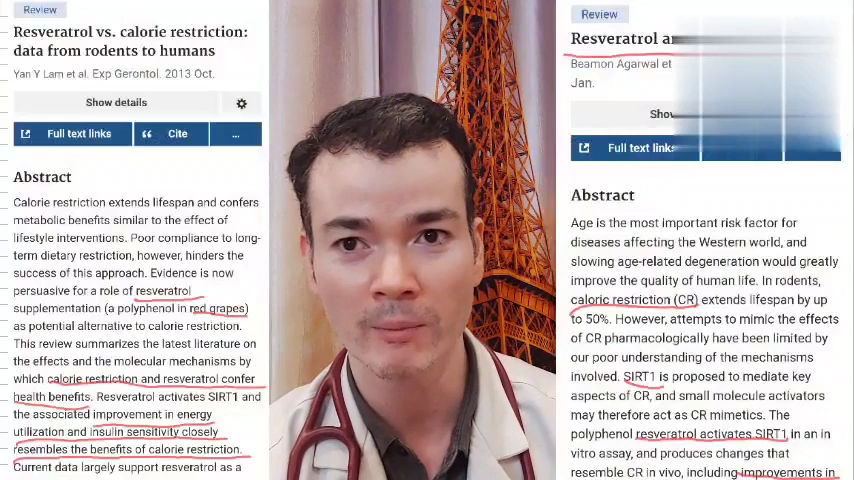 Review
Resveratrol vs. calorie restriction:
data from rodents to humans
Yan Y Lam et al. Exp Gerontol. 2013 Oct.
Show details
Full text links
Cite
...
Abstract
Calorie restriction extends lifespan and confers
metabolic benefits similar to the effect of
lifestyle interventions. Poor compliance to long-
term dietary restriction, however, hinders the
success of this approach. Evidence is now
persuasive for a role of resveratrol
supplementation (a polyphenol in red grapes)
as potential alternative to calorie restriction.
This review summarizes the latest literature on
the effects and the molecular mechanisms by
which calorie restriction and resveratrol confer
health benefits. Resveratrol activates SIRT1 and
the associated improvement in energy
utilization and insulin sensitivity closely
resembles the benefits of calorie restriction.
Current data largely support resveratrol as a
Review
Resveratrol
Beamon Agarwal et
Jan.
Full text links
Abstract
Age is the most important risk factor for
diseases affecting the Western world, and
slowing age-related degeneration would greatly
improve the quality of human life. In rodents,
caloric restriction (CR) extends lifespan by up
to 50%. However, attempts to mimic the effects
of CR pharmacologically have been limited by
our poor understanding of the mechanisms
involved. SIRT1 is proposed to mediate key
aspects of CR, and small molecule activators
may therefore act as CR mimetics. The
polyphenol resveratrol activates SIRT1 in an in
vitro assay, and produces changes that
resemble CR in vivo, including improvements in